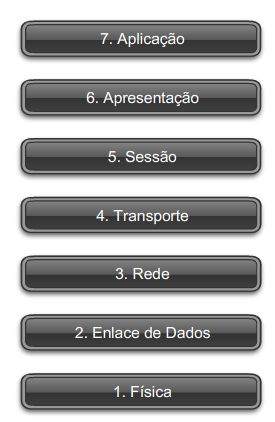 7. Aplicação
6. Apresentação
5. Sessão
4. Transporte
3. Rede
2. Enlace de Dados
1. Física